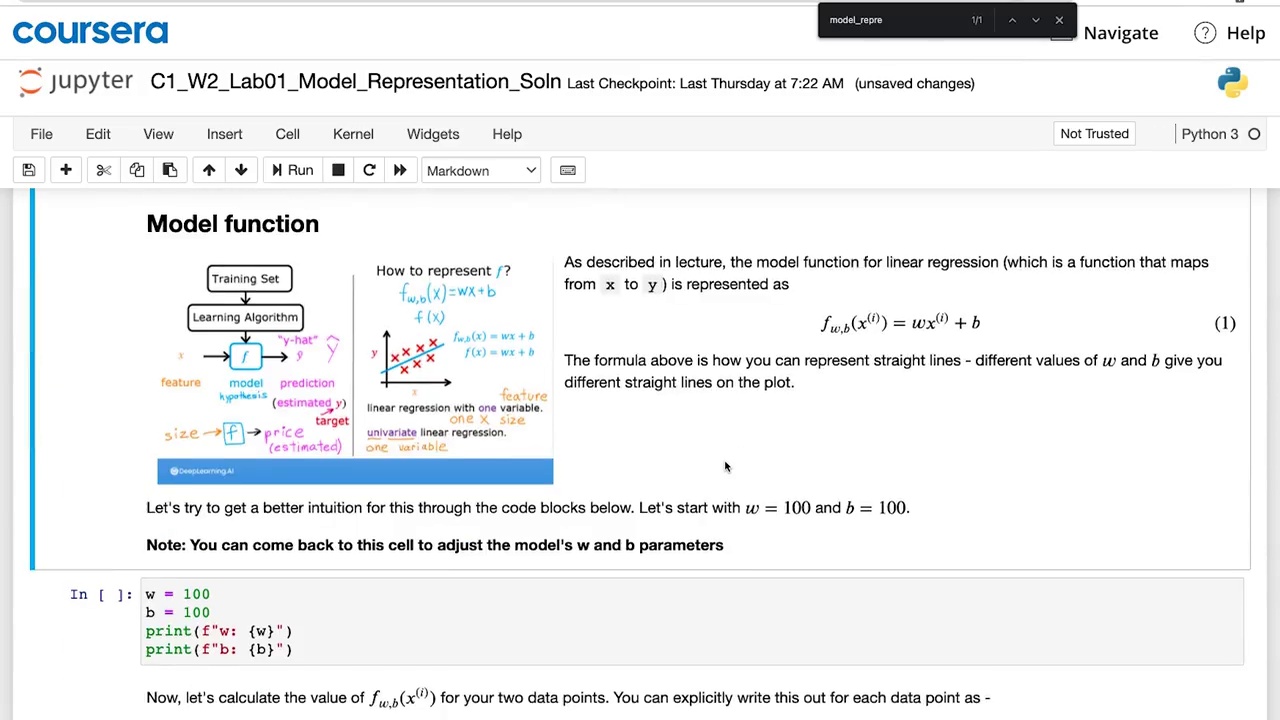 model_repre 1/1
coursera Navigate Help
jupyter C1_W2_Lab01_Model_Representation_Soln Last Checkpoint: Last Thursday at 7:22 AM (unsaved changes)
File Edit View Insert Cell Kernel Widgets Help Not Trusted Python 3
Run Markdown
Model function
Training Set
Learning Algorithm
"y-hat"
x f ŷ ŷ
feature model prediction
hypothesis (estimated y)
target
size → f → price
(estimated)
How to represent f?
f_w,b(x)=wx+b
f(x)
f_w,b(x) = wx + b
f(x) = wx + b
y
x
feature
linear regression with one variable.
one x size
univariate linear regression.
one variable
DeepLearning.AI
As described in lecture, the model function for linear regression (which is a function that maps
from x to y ) is represented as
f_w,b(x^(i)) = wx^(i) + b (1)
The formula above is how you can represent straight lines - different values of w and b give you
different straight lines on the plot.
Let's try to get a better intuition for this through the code blocks below. Let's start with w = 100 and b = 100.
Note: You can come back to this cell to adjust the model's w and b parameters
In [ ]: w = 100
b = 100
print(f"w: {w}")
print(f"b: {b}")
Now, let's calculate the value of f_w,b(x^(i)) for your two data points. You can explicitly write this out for each data point as -